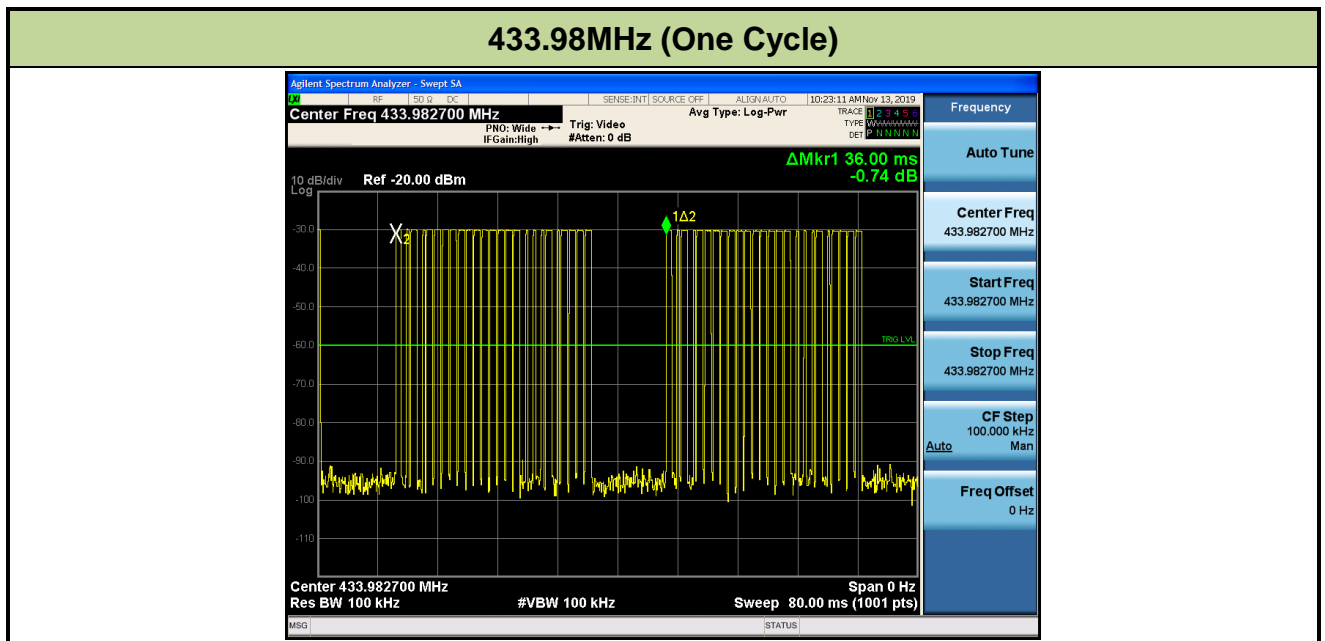 433.98MHz (One Cycle)
Agilent Spectrum Analyzer - Swept SA
LXI RF 50 Ω DC SENSE:INT SOURCE OFF ALIGN AUTO 10:23:11 AM Nov 13, 2019
Center Freq 433.982700 MHz
PNO: Wide
IFGain:High
Trig: Video
#Atten: 0 dB
Avg Type: Log-Pwr
TRACE 1 2 3 4 5 6
TYPE
DET P N N N N N
ΔMkr1 36.00 ms
-0.74 dB
10 dB/div Ref -20.00 dBm
Log
-30.0
-40.0
-50.0
-60.0
-70.0
-80.0
-90.0
-100
-110
X2
1Δ2
TRIG LVL
Center 433.982700 MHz Span 0 Hz
Res BW 100 kHz #VBW 100 kHz Sweep 80.00 ms (1001 pts)
MSG STATUS
Frequency
Auto Tune
Center Freq
433.982700 MHz
Start Freq
433.982700 MHz
Stop Freq
433.982700 MHz
CF Step
100.000 kHz
Auto Man
Freq Offset
0 Hz